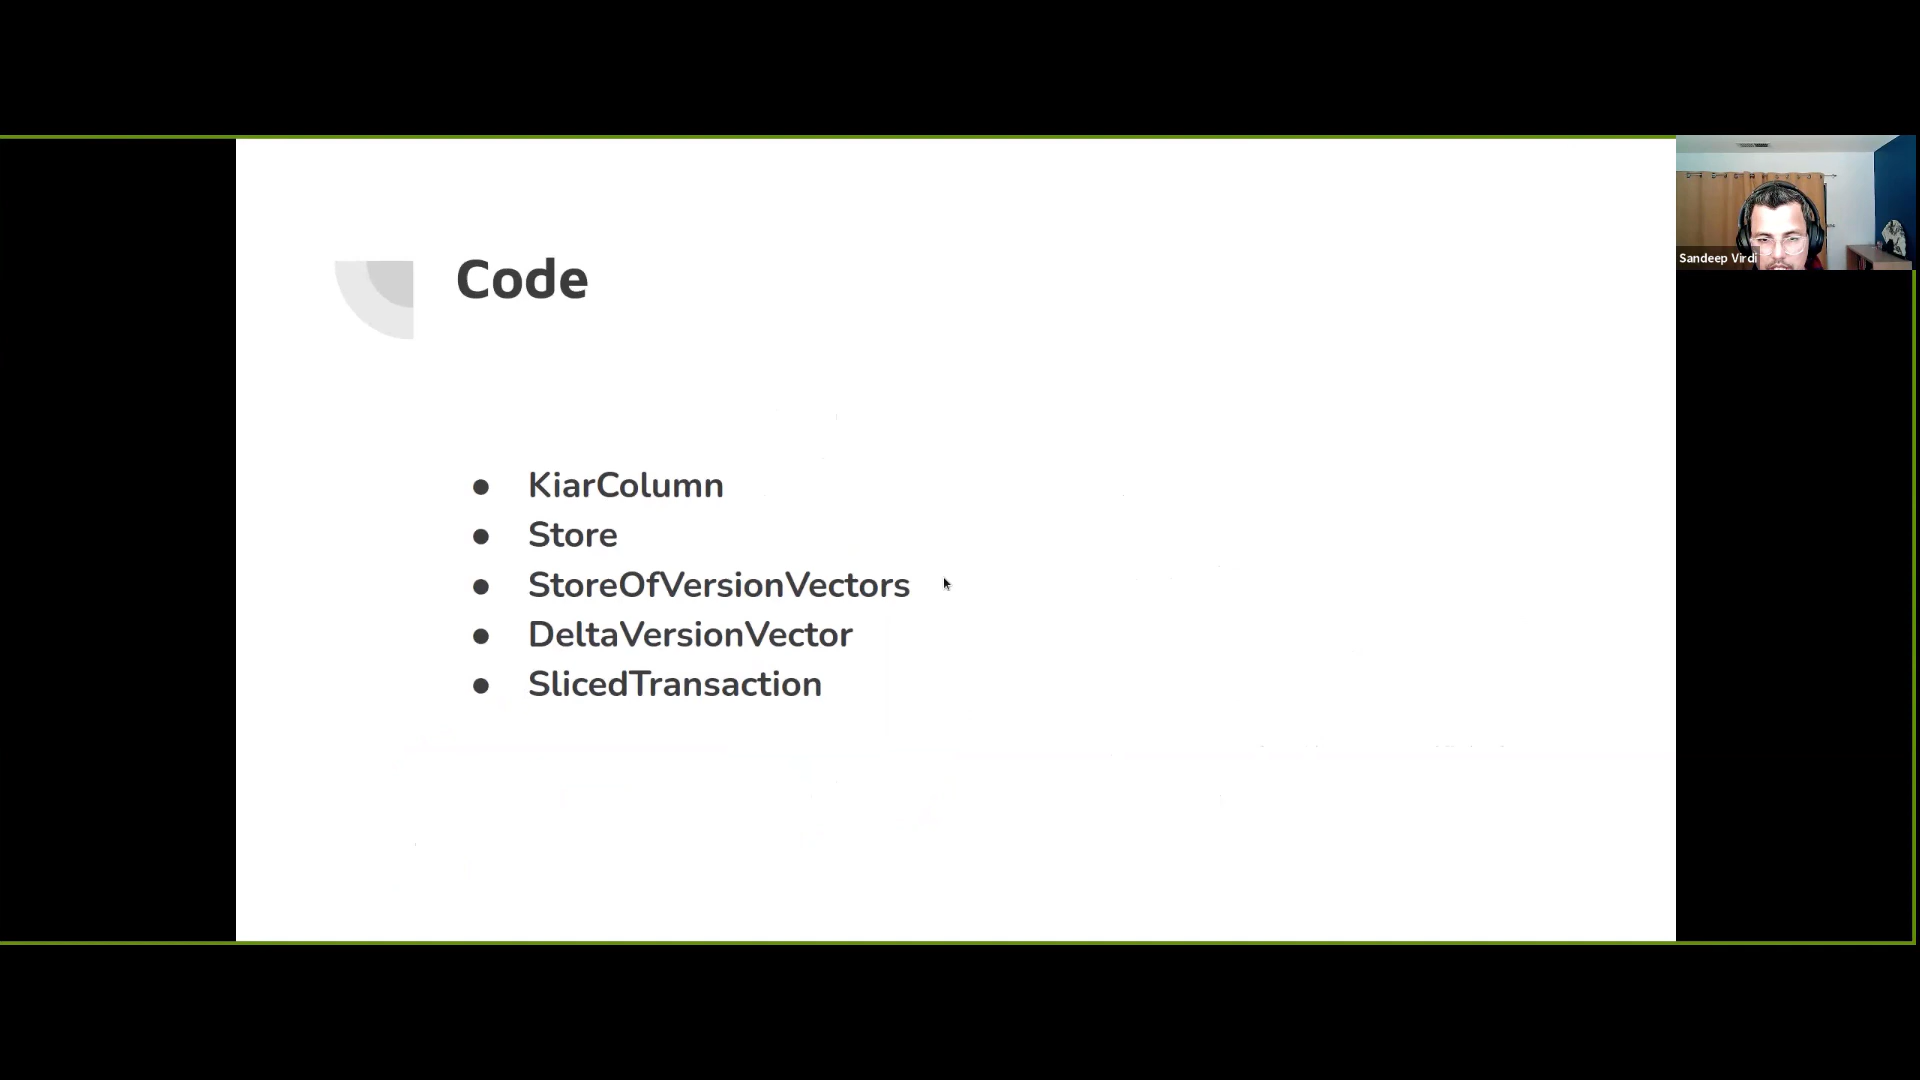 Code
KiarColumn
Store
StoreOfVersionVectors
DeltaVersionVector
SlicedTransaction
Sandeep Virdi